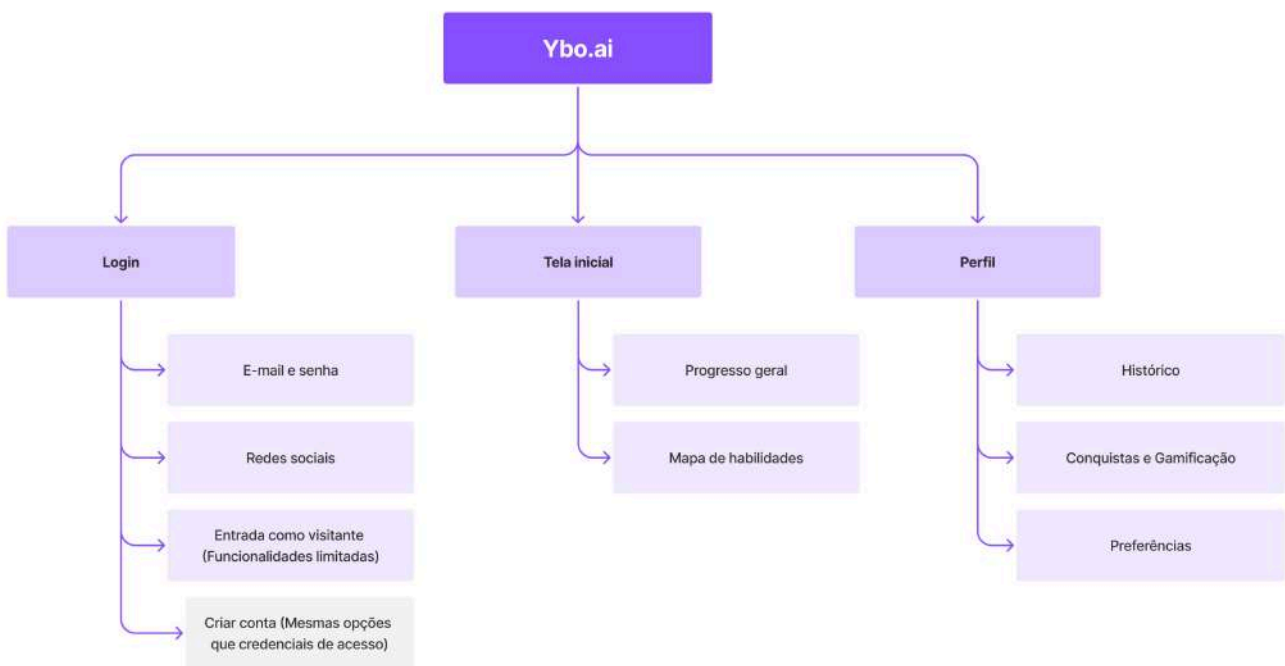 Ybo.ai
Login
Tela inicial
Perfil
E-mail e senha
Progresso geral
Histórico
Redes sociais
Mapa de habilidades
Conquistas e Gamificação
Entrada como visitante
(Funcionalidades limitadas)
Preferências
Criar conta (Mesmas opções
que credenciais de acesso)